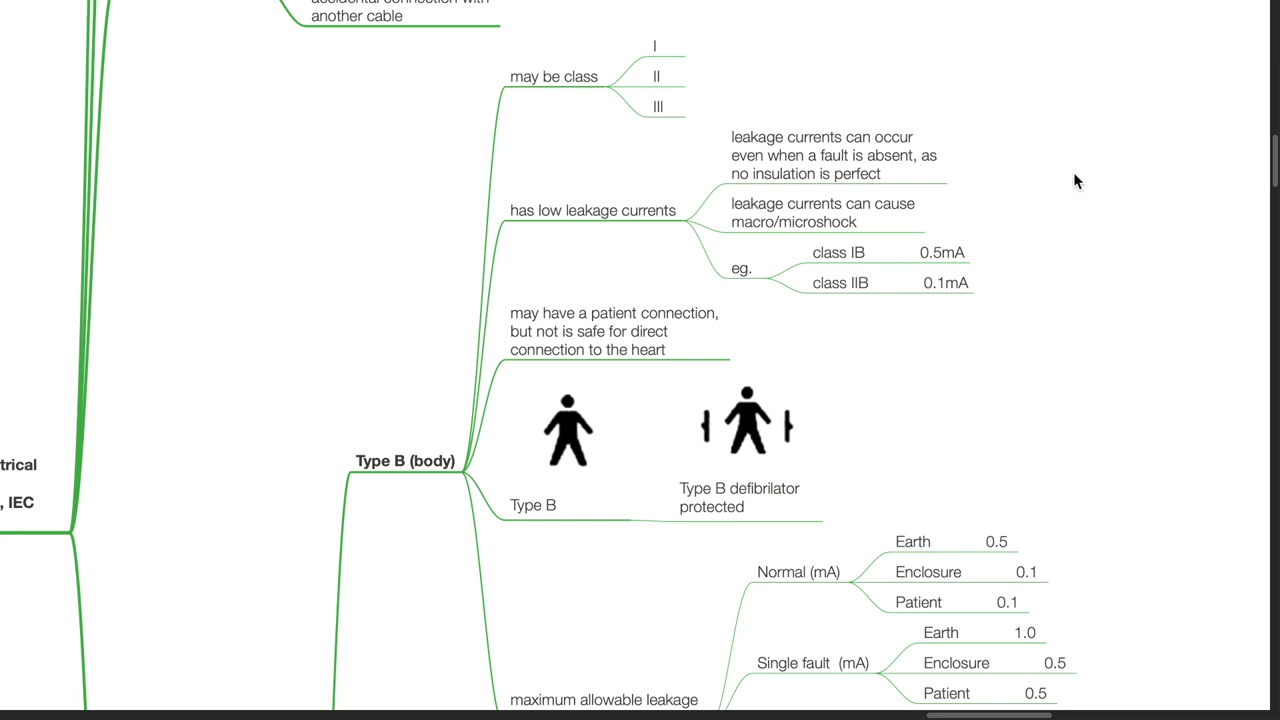 accidental connection with
another cable
I
may be class
II
III
leakage currents can occur
even when a fault is absent, as
no insulation is perfect
has low leakage currents
leakage currents can cause
macro/microshock
eg.
class IB 0.5mA
class IIB 0.1mA
may have a patient connection,
but not is safe for direct
connection to the heart
trical
Type B (body)
, IEC
Type B
Type B defibrilator
protected
Earth 0.5
Normal (mA)
Enclosure 0.1
Patient 0.1
Earth 1.0
Single fault (mA)
Enclosure 0.5
Patient 0.5
maximum allowable leakage